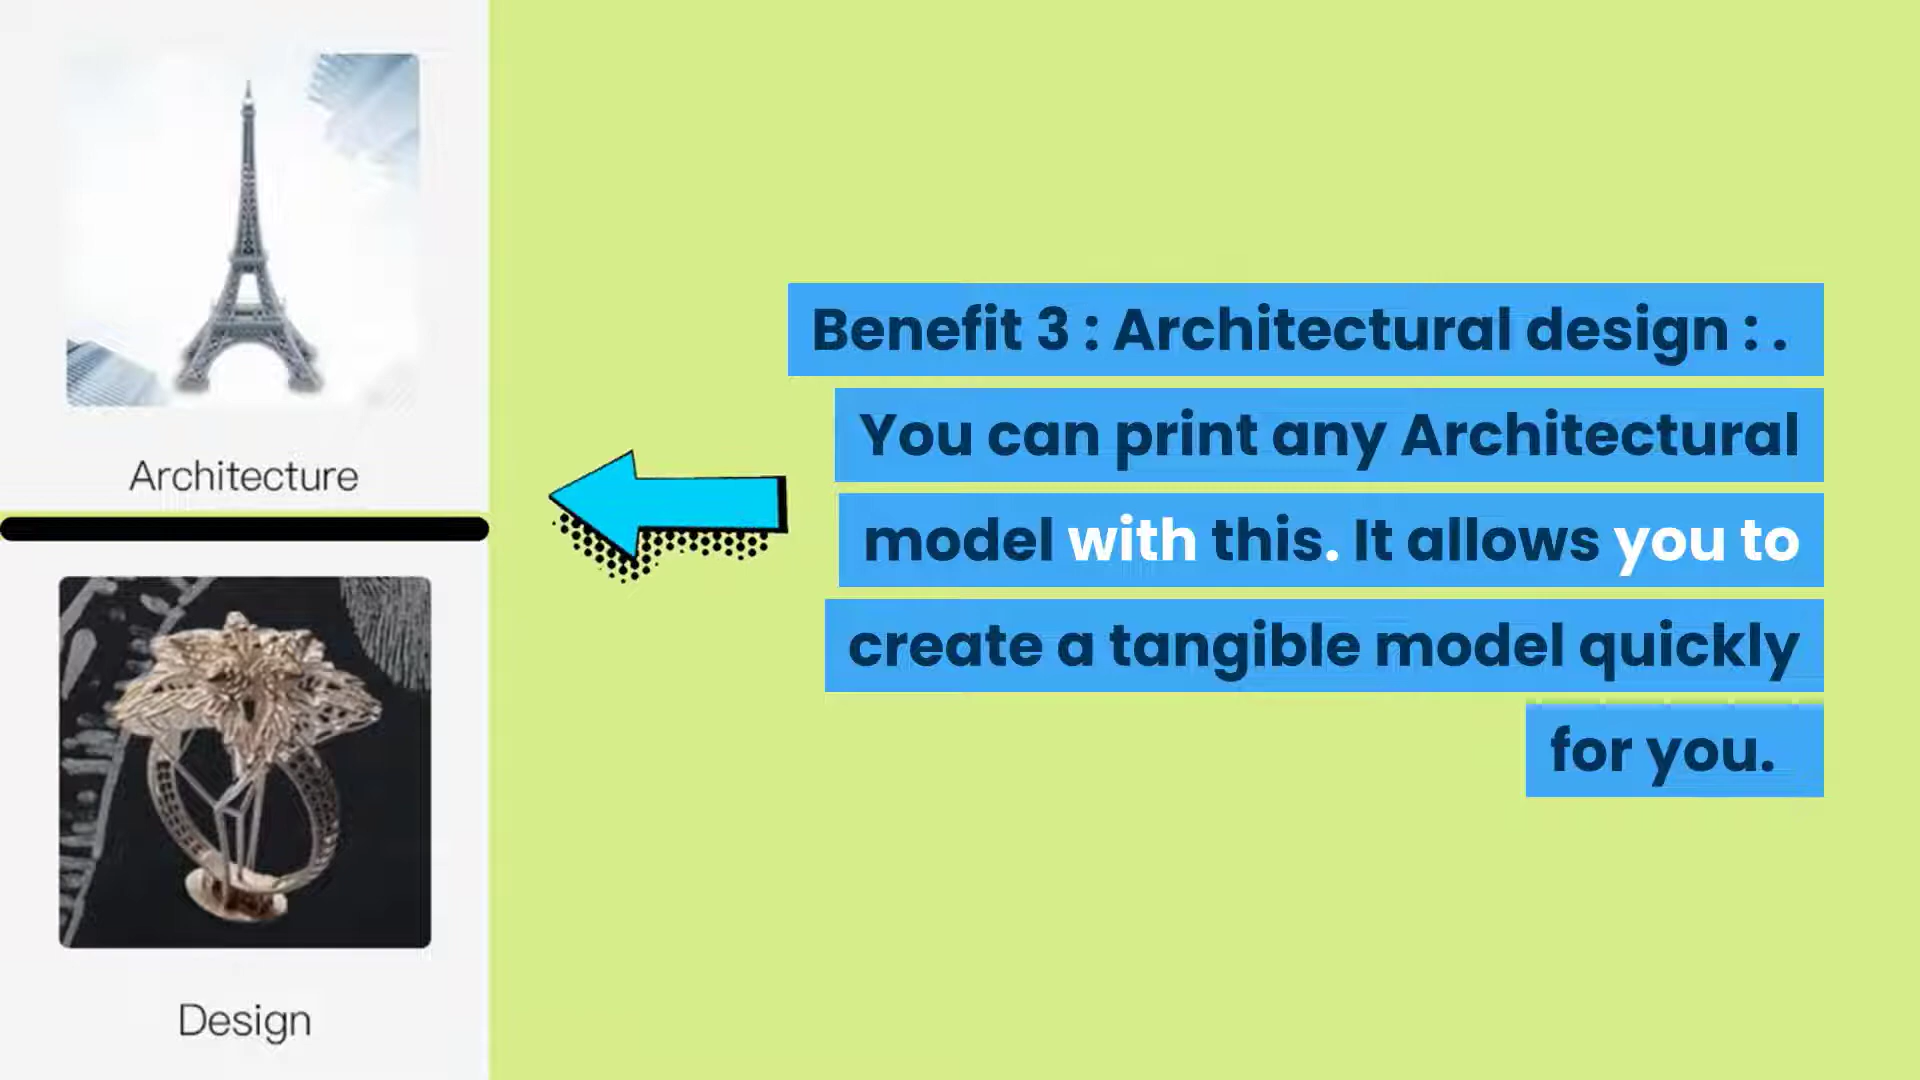 Architecture
Design
Benefit 3 : Architectural design : .
You can print any Architectural
model with this. It allows you to
create a tangible model quickly
for you.